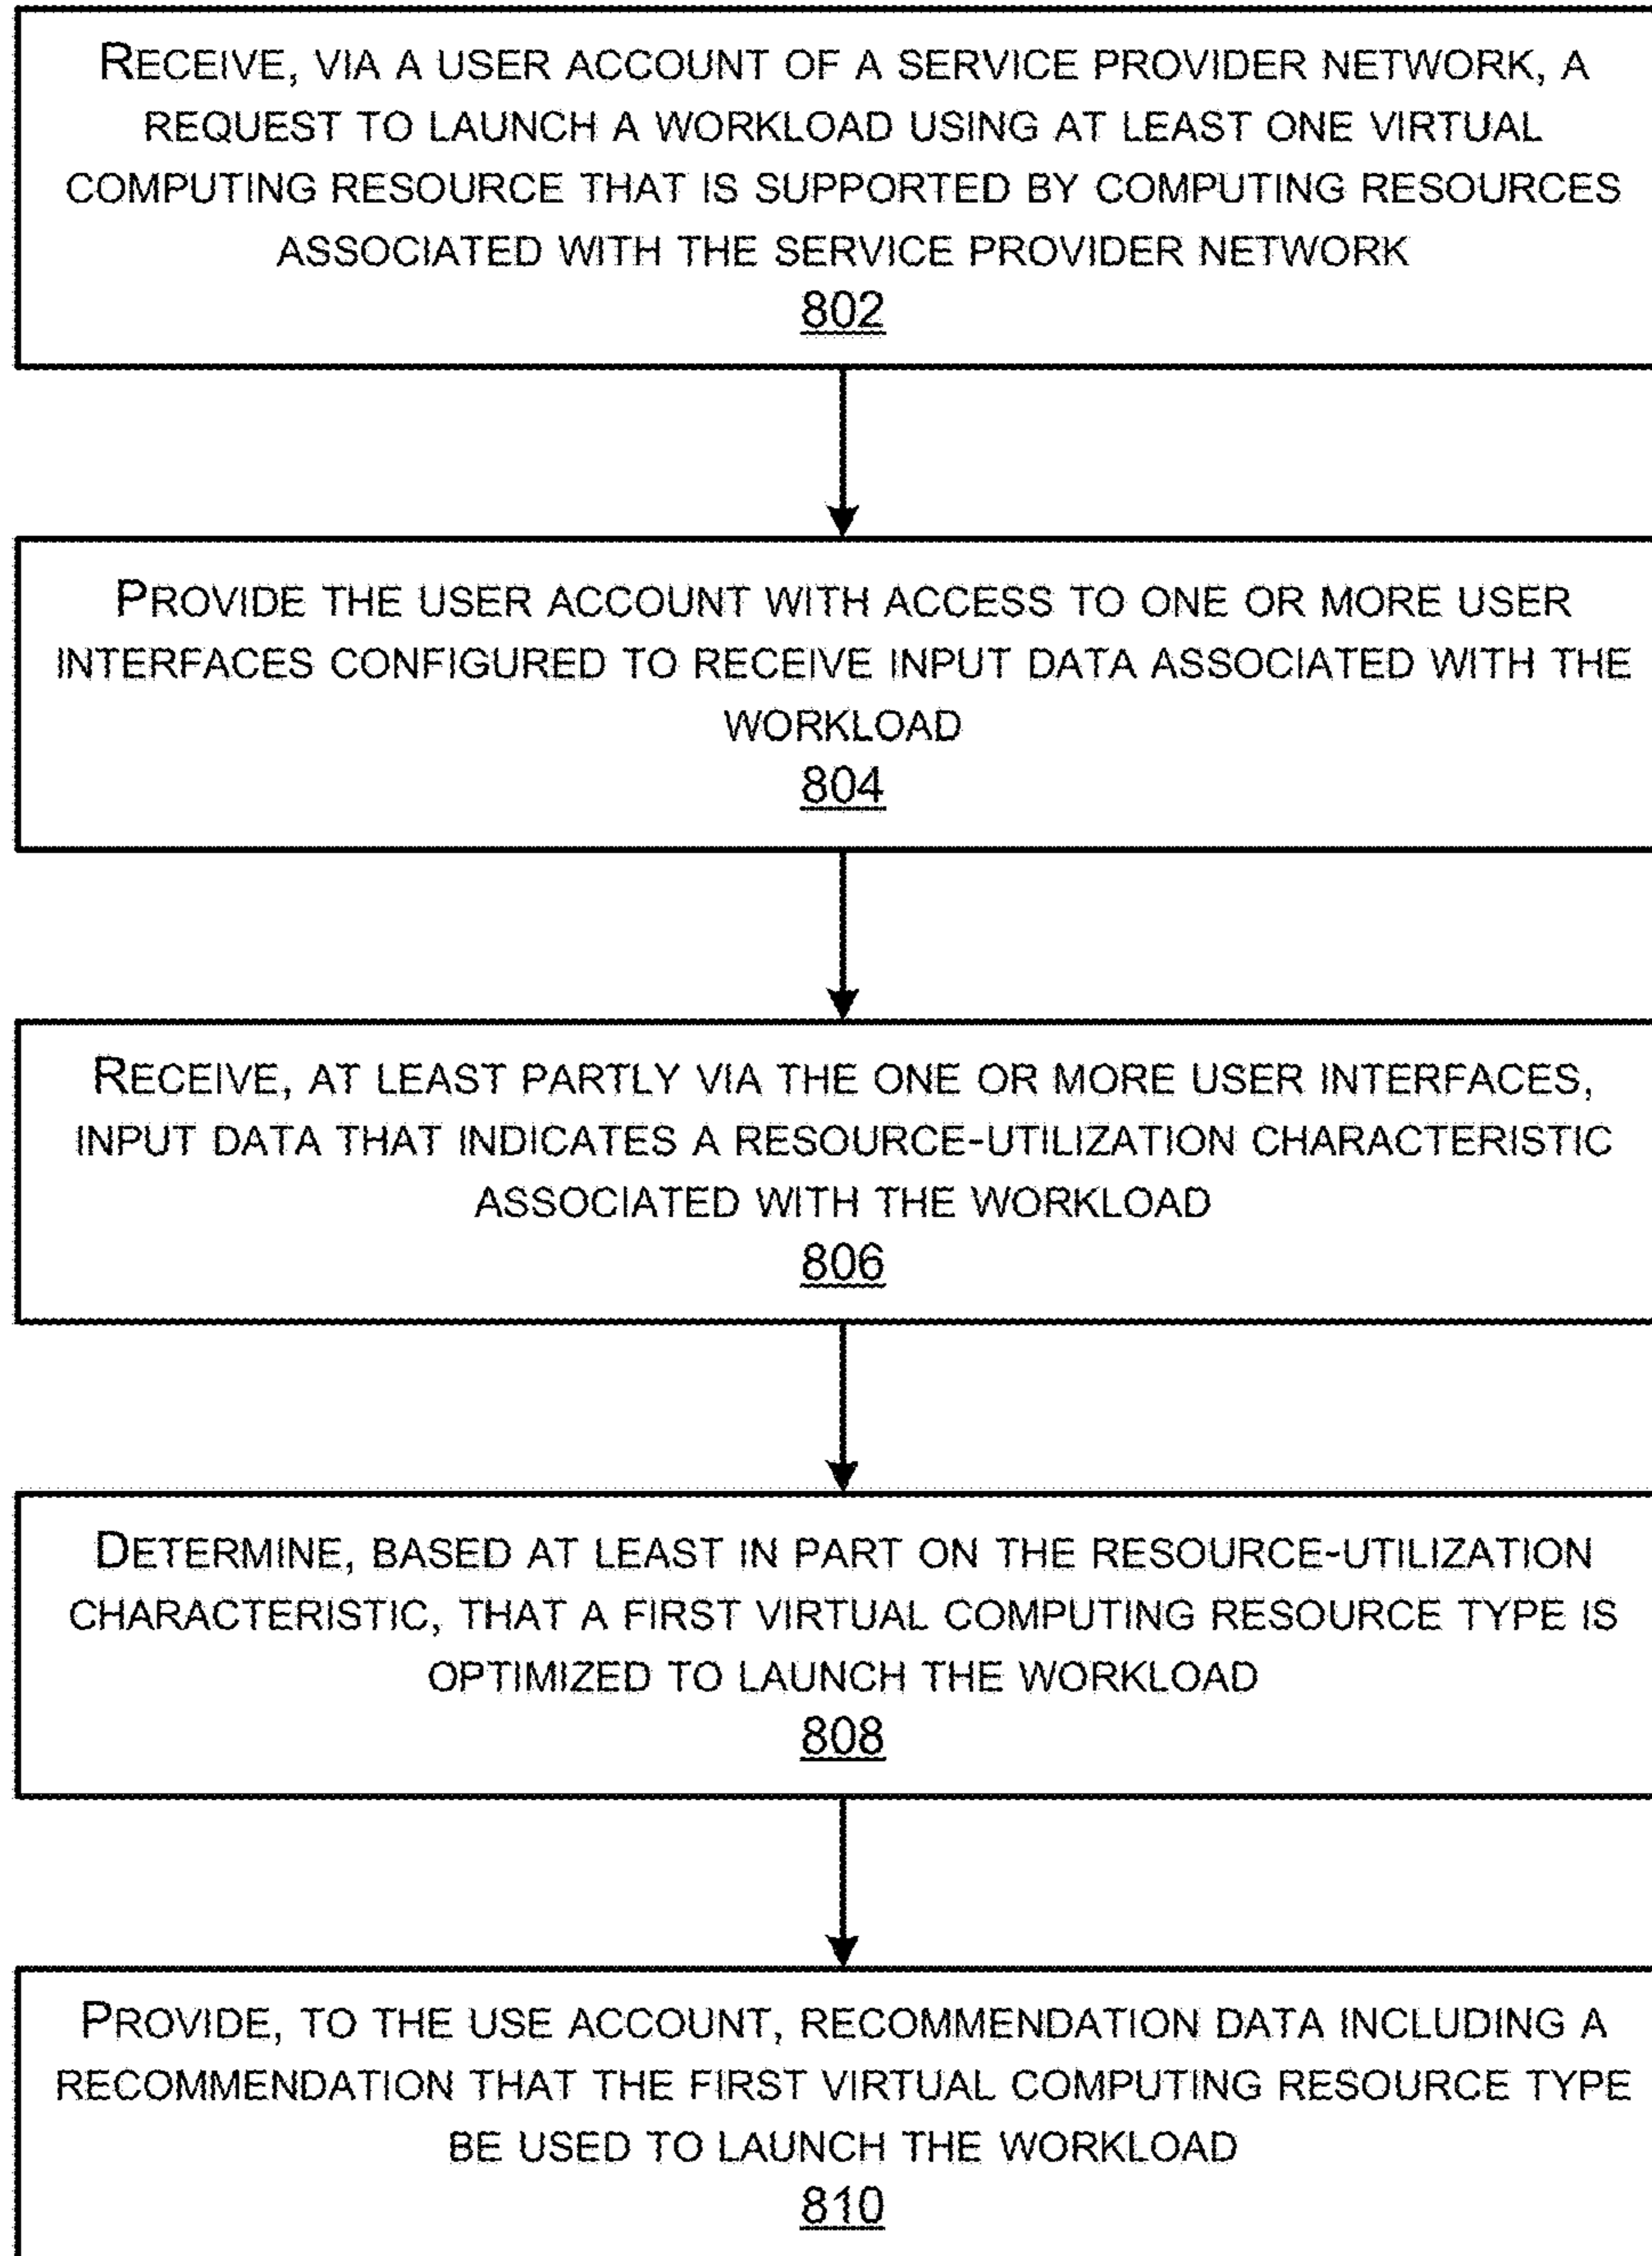 RECEIVE, VIA A USER ACCOUNT OF A SERVICE PROVIDER NETWORK, A
REQUEST TO LAUNCH A WORKLOAD USING AT LEAST ONE VIRTUAL
COMPUTING RESOURCE THAT IS SUPPORTED BY COMPUTING RESOURCES
ASSOCIATED WITH THE SERVICE PROVIDER NETWORK
802
PROVIDE THE USER ACCOUNT WITH ACCESS TO ONE OR MORE USER
INTERFACES CONFIGURED TO RECEIVE INPUT DATA ASSOCIATED WITH THE
WORKLOAD
804
RECEIVE, AT LEAST PARTLY VIA THE ONE OR MORE USER INTERFACES,
INPUT DATA THAT INDICATES A RESOURCE-UTILIZATION CHARACTERISTIC
ASSOCIATED WITH THE WORKLOAD
806
DETERMINE, BASED AT LEAST IN PART ON THE RESOURCE-UTILIZATION
CHARACTERISTIC, THAT A FIRST VIRTUAL COMPUTING RESOURCE TYPE IS
OPTIMIZED TO LAUNCH THE WORKLOAD
808
PROVIDE, TO THE USE ACCOUNT, RECOMMENDATION DATA INCLUDING A
RECOMMENDATION THAT THE FIRST VIRTUAL COMPUTING RESOURCE TYPE
BE USED TO LAUNCH THE WORKLOAD
810